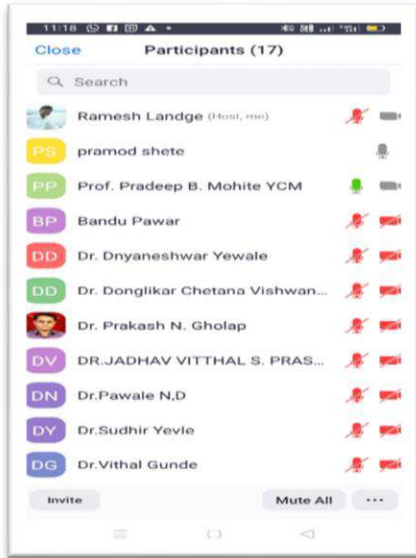 11:18
Close Participants (17)
Search
Ramesh Landge (Host, me)
PS pramod shete
PP Prof. Pradeep B. Mohite YCM
BP Bandu Pawar
DD Dr. Dnyaneshwar Yewale
DD Dr. Donglikar Chetana Vishwan...
Dr. Prakash N. Gholap
DV DR.JADHAV VITTHAL S. PRAS...
DN Dr.Pawale N,D
DY Dr.Sudhir Yevle
DG Dr.Vithal Gunde
Invite Mute All ...